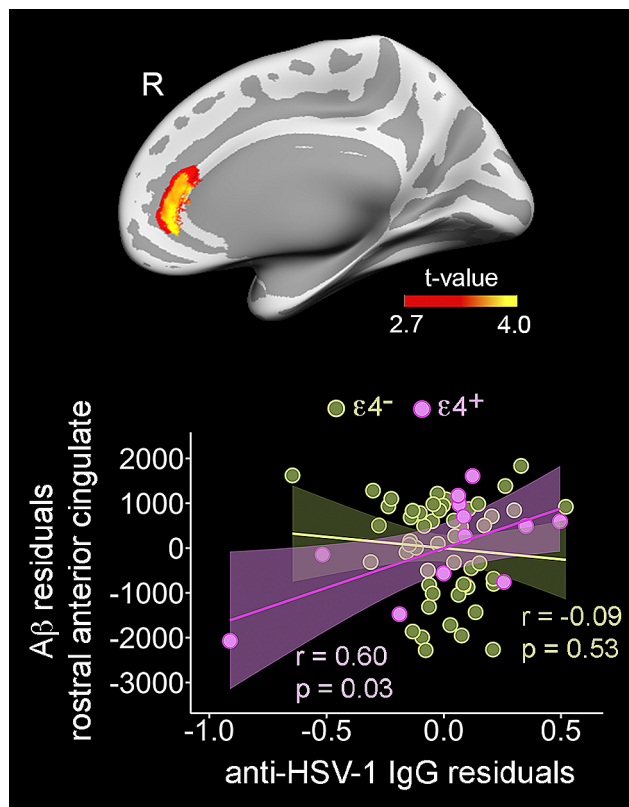 R
t-value
2.7 4.0
ε4- ε4+
Aβ residuals
rostral anterior cingulate
2000
1000
0
-1000
-2000
-3000
r = -0.09
p = 0.53
r = 0.60
p = 0.03
-1.0 -0.5 0.0 0.5
anti-HSV-1 IgG residuals